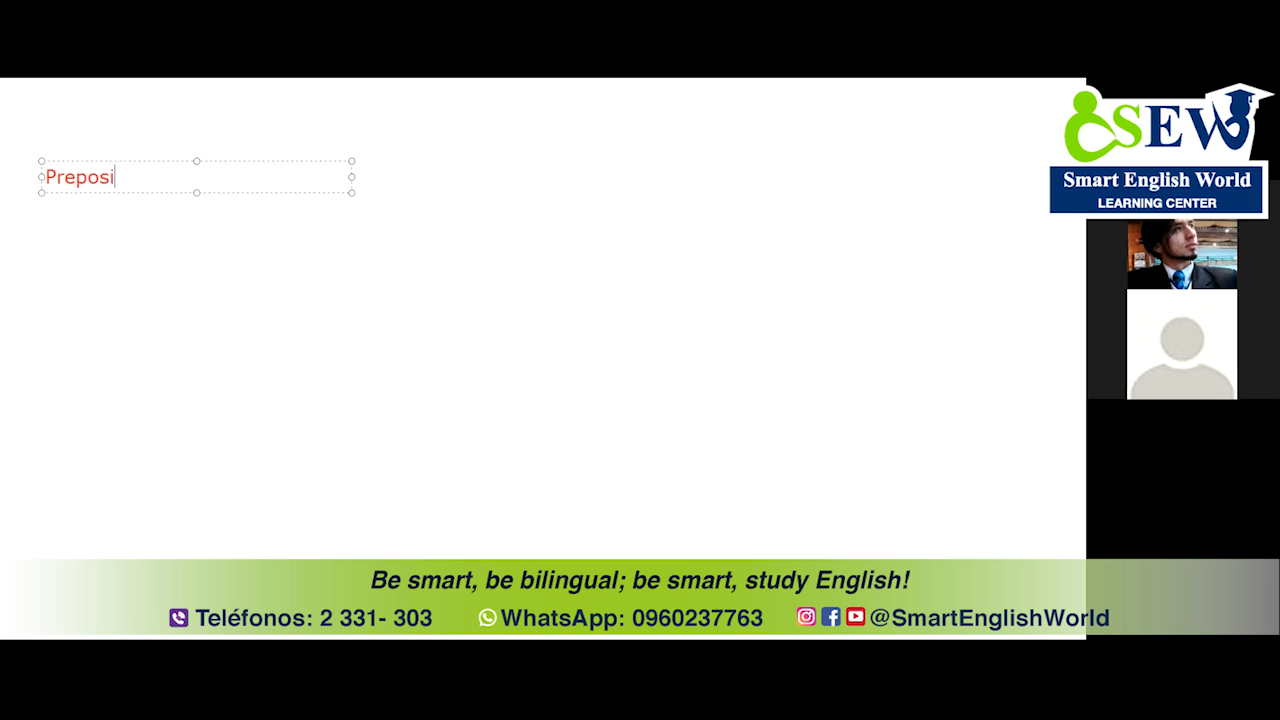 SEW
Smart English World
LEARNING CENTER
Preposi
Be smart, be bilingual; be smart, study English!
Teléfonos: 2 331- 303 WhatsApp: 0960237763 @SmartEnglishWorld